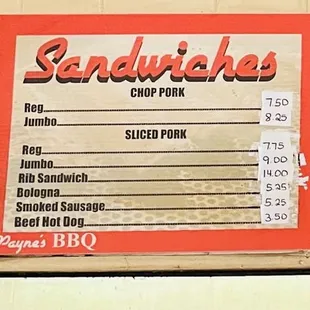 Sandwiches
CHOP PORK
Reg 7.50
Jumbo 8.25
SLICED PORK
Reg 7.75
Jumbo 9.00
Rib Sandwich 14.00
Bologna 5.25
Smoked Sausage 5.25
Beef Hot Dog 3.50
Payne's BBQ